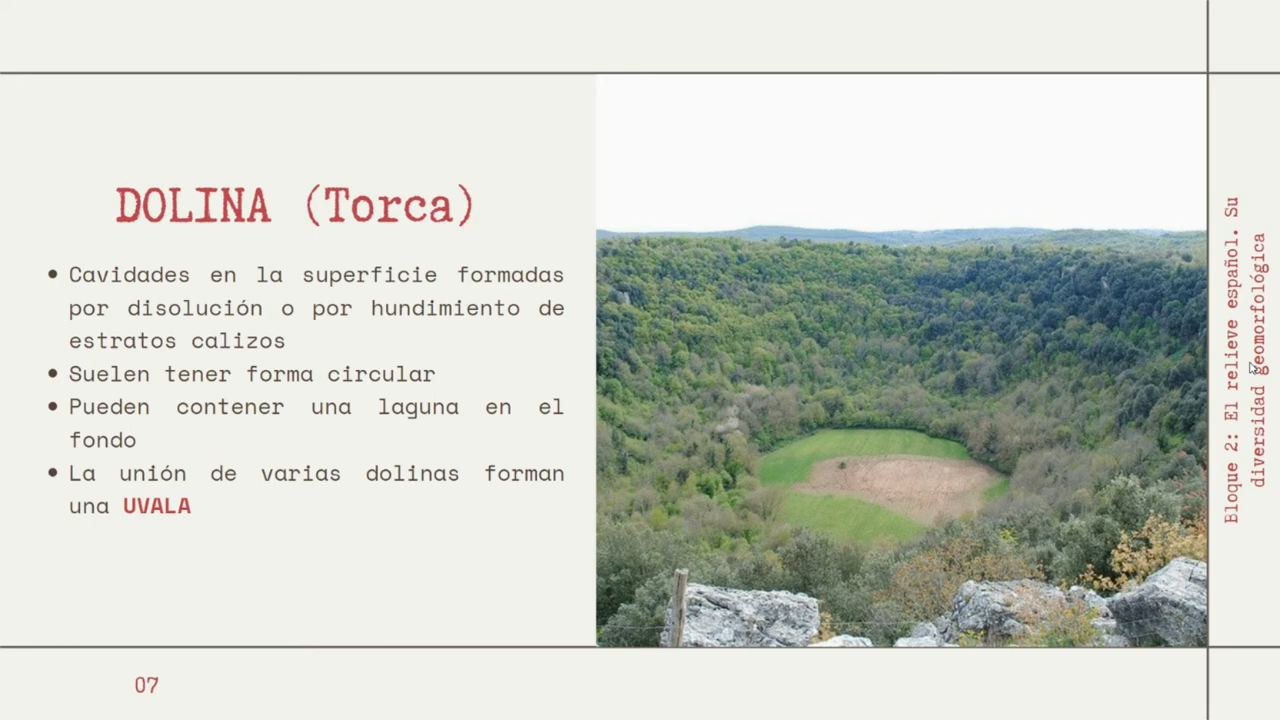 DOLINA (Torca)
• Cavidades en la superficie formadas
por disolución o por hundimiento de
estratos calizos
• Suelen tener forma circular
• Pueden contener una laguna en el
fondo
• La unión de varias dolinas forman
una UVALA
07
Bloque 2: El relieve español. Su
diversidad geomorfológica